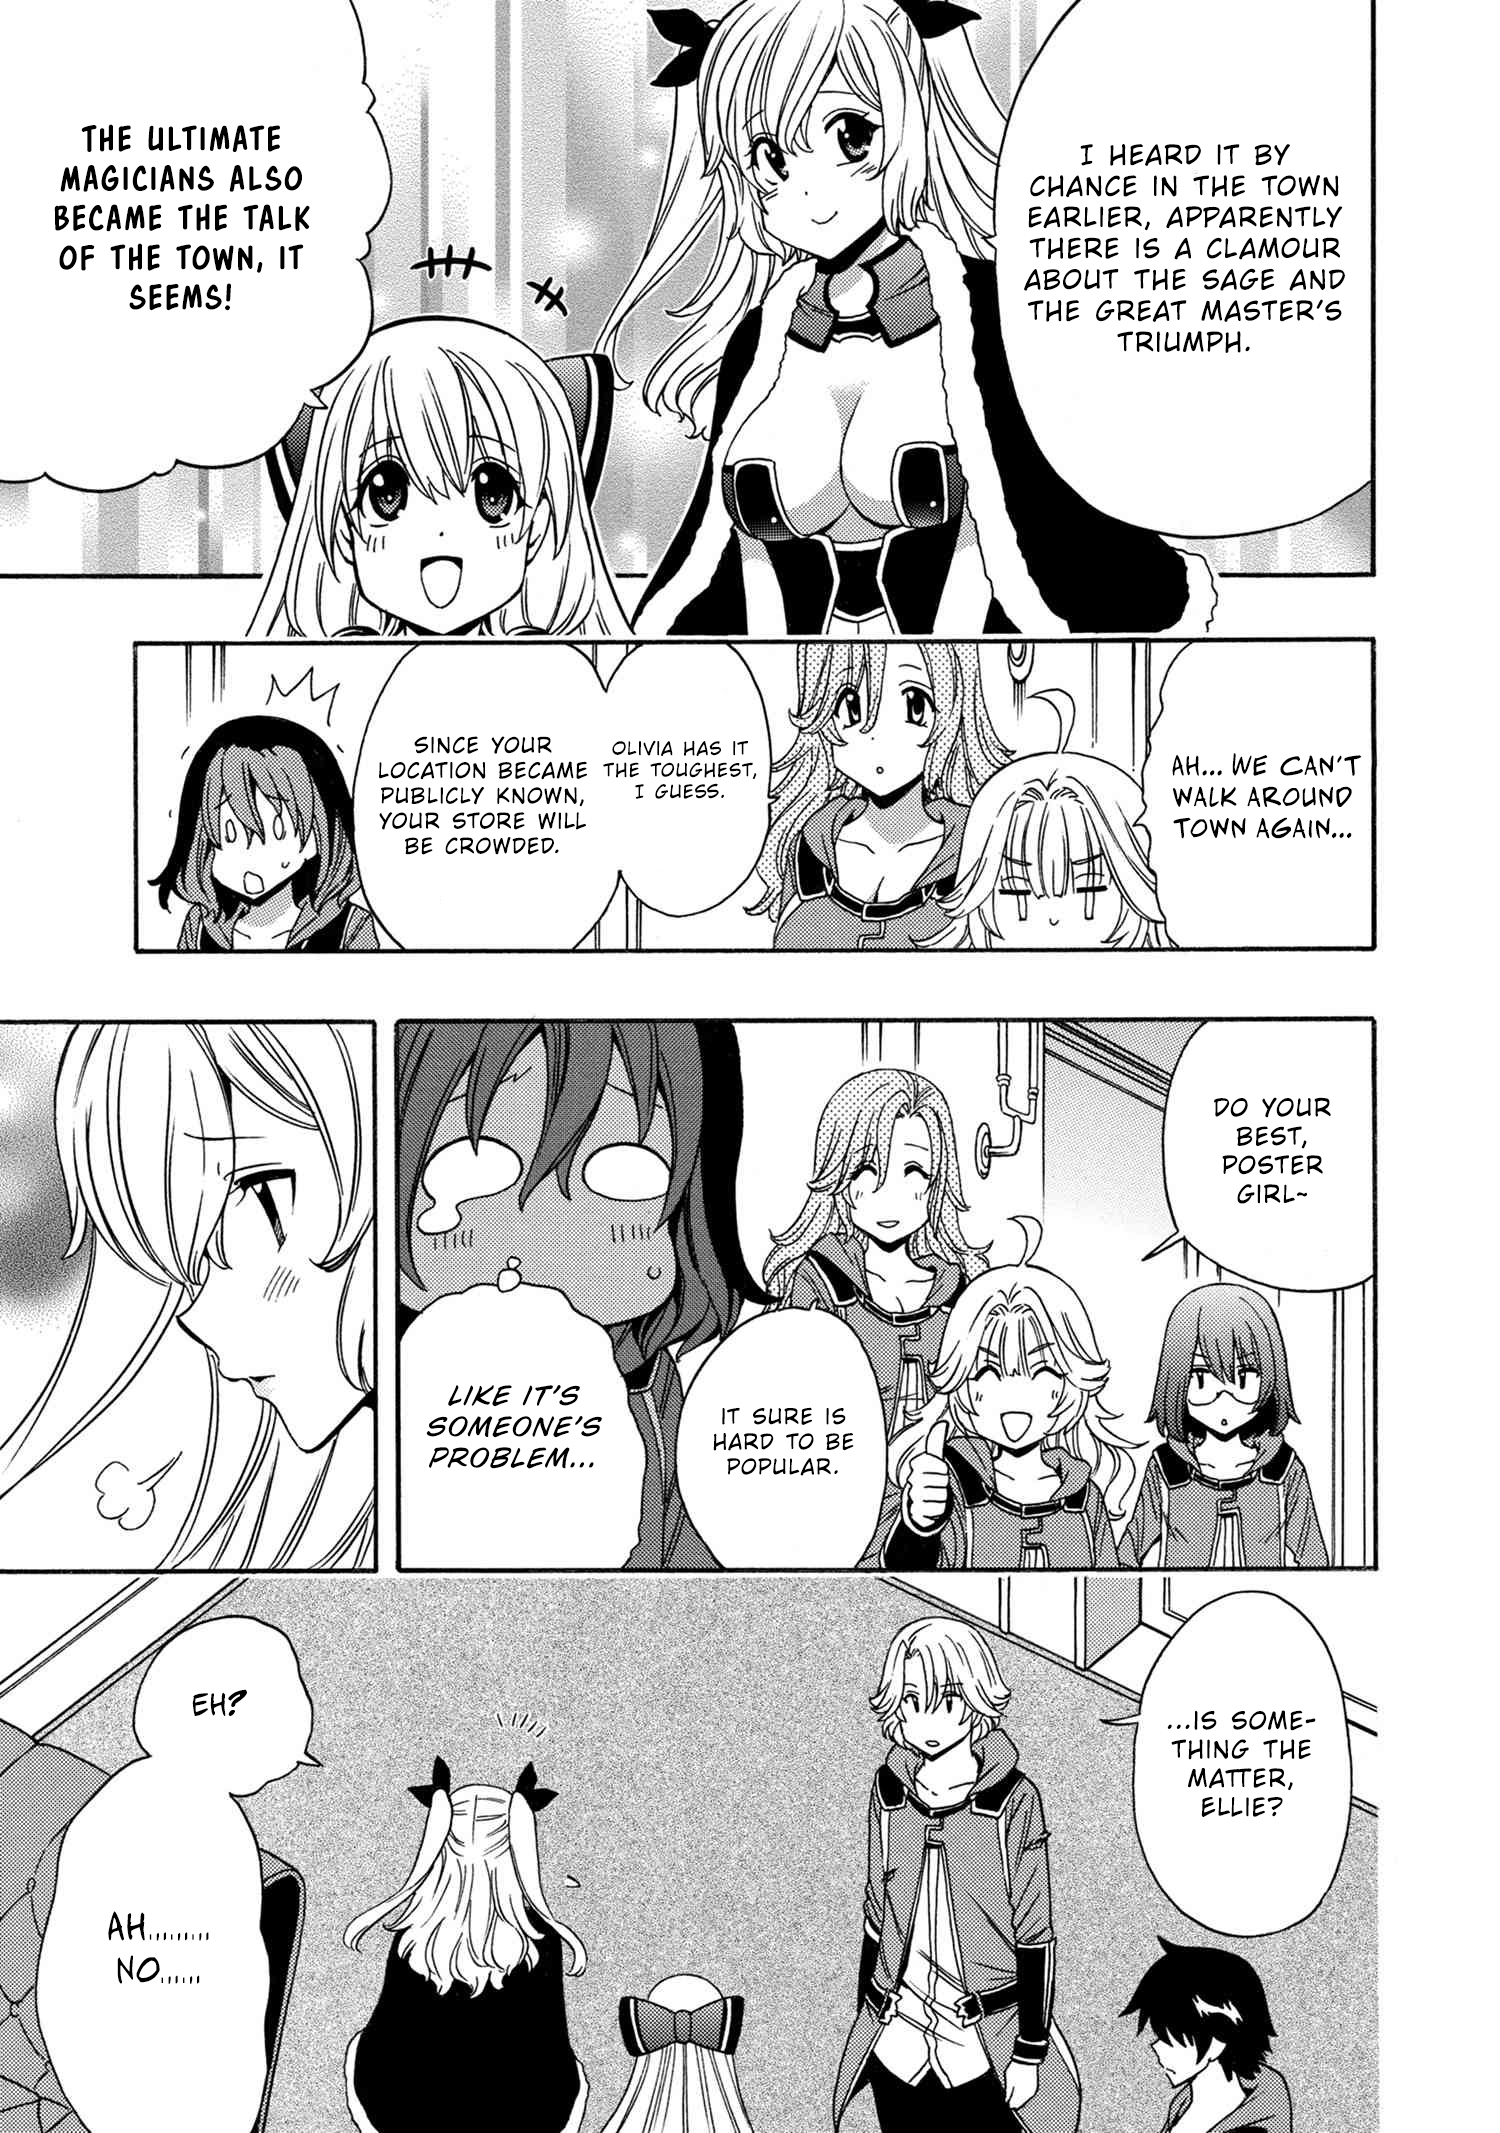 I HEARD IT BY
CHANCE IN THE TOWN
EARLIER, APPARENTLY
THERE IS A CLAMOUR
ABOUT THE SAGE AND
THE GREAT MASTER'S
TRIUMPH.
THE ULTIMATE
MAGICIANS ALSO
BECAME THE TALK
OF THE TOWN, IT
SEEMS!
AH... WE CAN'T
WALK AROUND
TOWN AGAIN...
OLIVIA HAS IT
THE TOUGHEST,
I GUESS.
SINCE YOUR
LOCATION BECAME
PUBLICLY KNOWN,
YOUR STORE WILL
BE CROWDED.
DO YOUR
BEST,
POSTER
GIRL~
IT SURE IS
HARD TO BE
POPULAR.
LIKE IT'S
SOMEONE'S
PROBLEM...
...IS SOME-
THING THE
MATTER,
ELLIE?
EH?
AH..........
NO......